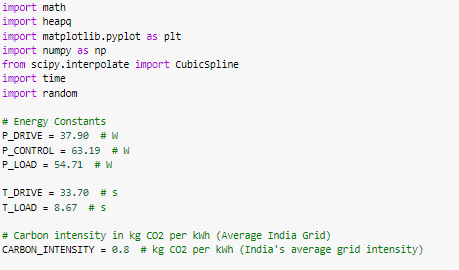 import math
import heapq
import matplotlib.pyplot as plt
import numpy as np
from scipy.interpolate import CubicSpline
import time
import random
# Energy Constants
P_DRIVE = 37.90  # W
P_CONTROL = 63.19  # W
P_LOAD = 54.71  # W
T_DRIVE = 33.70  # s
T_LOAD = 8.67  # s
# Carbon intensity in kg CO2 per kWh (Average India Grid)
CARBON_INTENSITY = 0.8  # kg CO2 per kWh (India's average grid intensity)